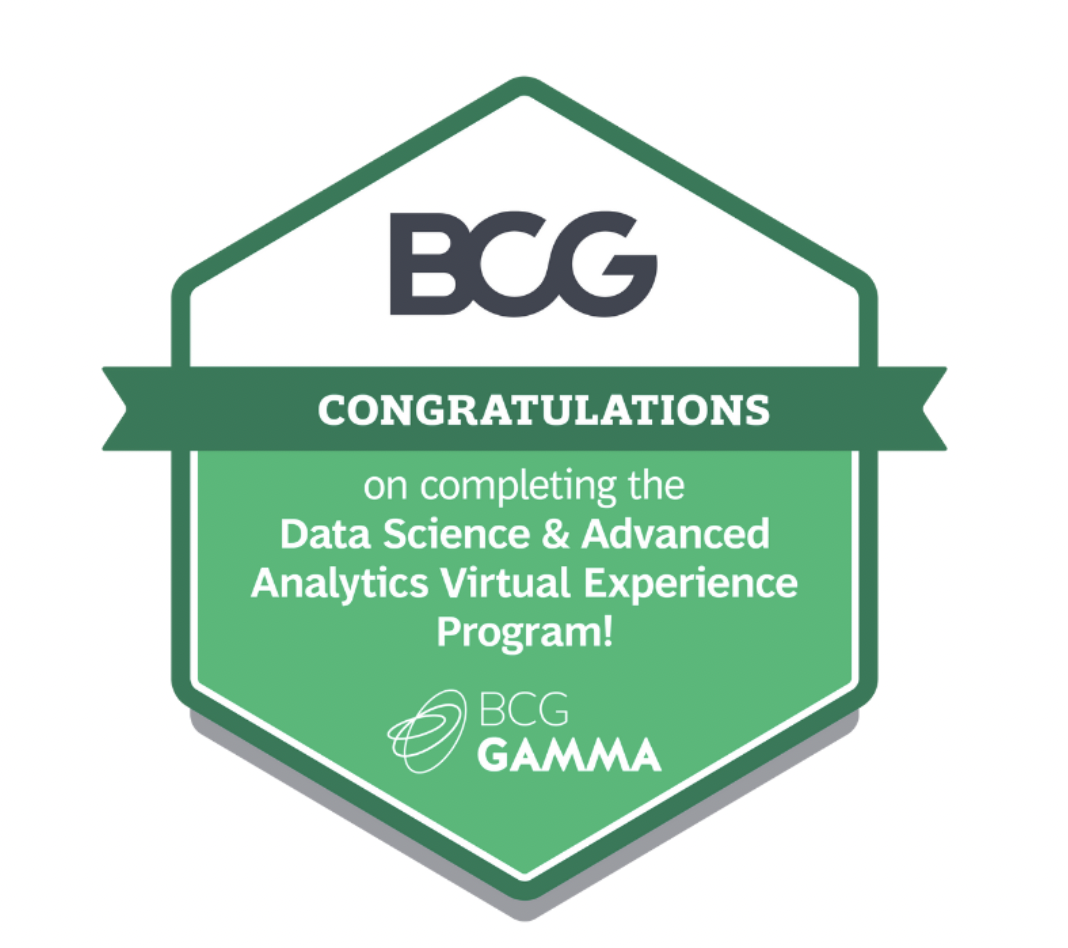 BCG
CONGRATULATIONS
on completing the
Data Science & Advanced
Analytics Virtual Experience
Program!
BCG
GAMMA